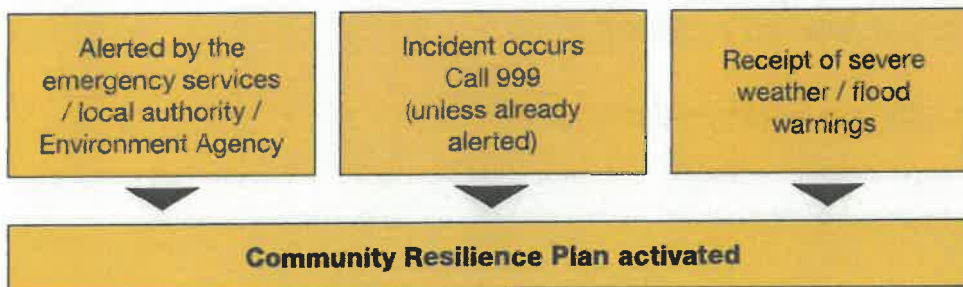 Alerted by the
emergency services
/ local authority /
Environment Agency
Incident occurs
Call 999
(unless already
alerted)
Receipt of severe
weather / flood
warnings
Community Resilience Plan activated